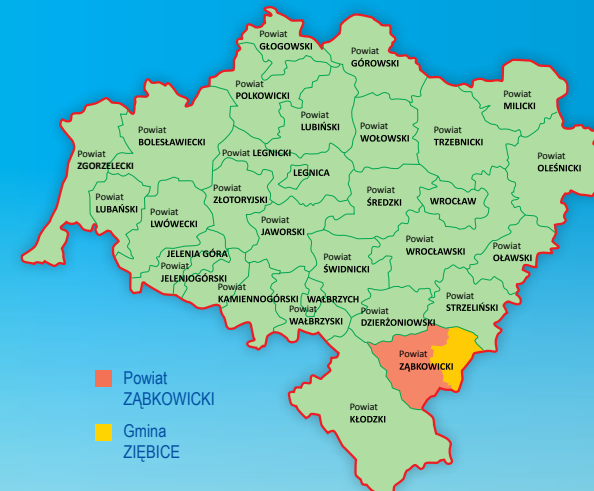 Powiat
GŁOGOWSKI
Powiat
GÓROWSKI
Powiat
POLKOWICKI
Powiat
MILICKI
Powiat
LUBIŃSKI
Powiat
BOLESŁAWIECKI
Powiat
WOŁOWSKI
Powiat
TRZEBNICKI
Powiat
ZGORZELECKI
Powiat LEGNICKI
Powiat
OLEŚNICKI
LEGNICA
Powiat
ZŁOTORYJSKI
Powiat
ŚREDZKI
WROCŁAW
Powiat
LUBAŃSKI
Powiat
LWÓWECKI
Powiat
JAWORSKI
Powiat
WROCŁAWSKI
Powiat
OŁAWSKI
JELENIA GÓRA
Powiat
JELENIOGÓRSKI
Powiat
ŚWIDNICKI
Powiat
KAMIENNOGÓRSKI
WAŁBRZYCH
Powiat
STRZELIŃSKI
Powiat
WAŁBRZYSKI
Powiat
DZIERŻONIOWSKI
Powiat
ZĄBKOWICKI
Powiat
KŁODZKI
Powiat
ZĄBKOWICKI
Gmina
ZIĘBICE